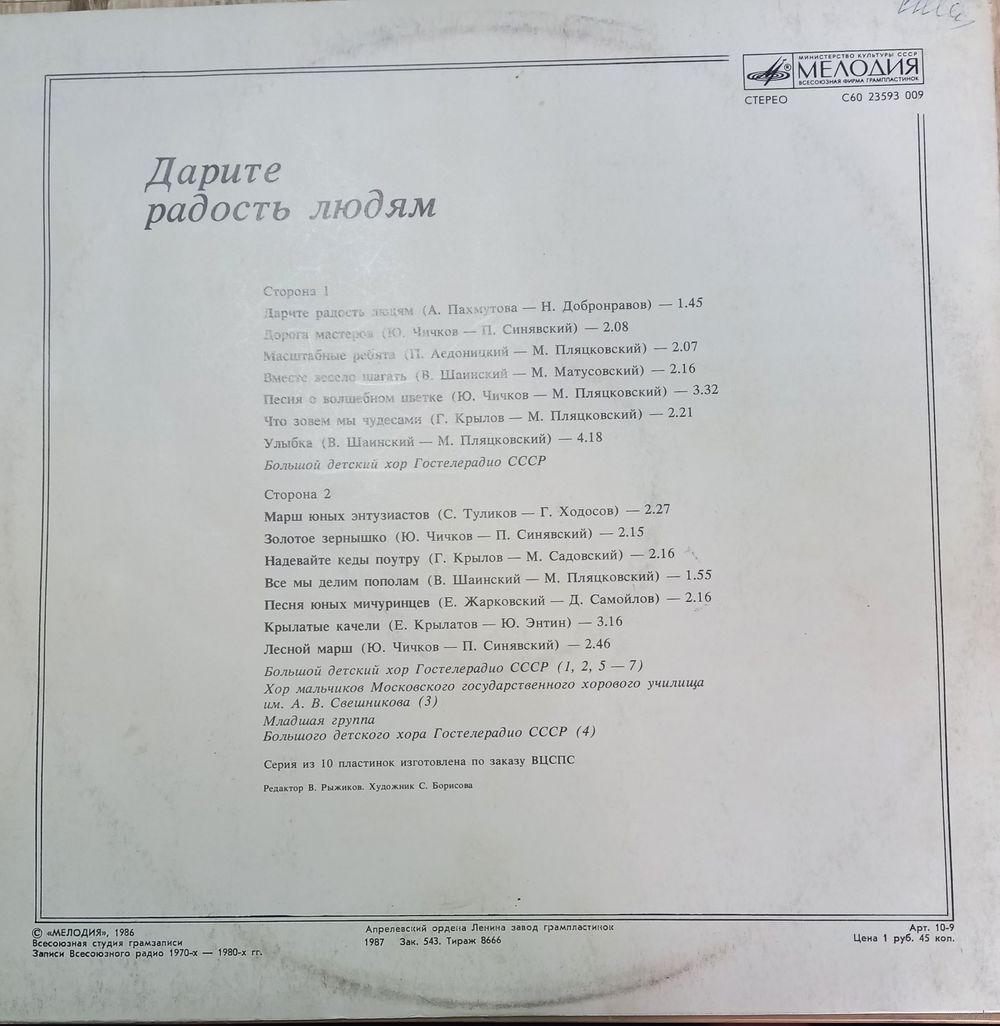 МИНИСТЕРСТВО КУЛЬТУРЫ СССР
МЕЛОДИЯ
ВСЕСОЮЗНАЯ ФИРМА ГРАМПЛАСТИНОК
СТЕРЕО С60 23593 009
Дарите
радость людям
Сторона 1
Дарите радость людям (А. Пахмутова — Н. Добронравов) — 1.45
Дорога мастеров (Ю. Чичков — П. Синявский) — 2.08
Масштабные ребята (П. Аедоницкий — М. Пляцковский) — 2.07
Вместе весело шагать (В. Шаинский — М. Матусовский) — 2.16
Песня о волшебном цветке (Ю. Чичков — М. Пляцковский) — 3.32
Что зовем мы чудесами (Г. Крылов — М. Пляцковский) — 2.21
Улыбка (В. Шаинский — М. Пляцковский) — 4.18
Большой детский хор Гостелерадио СССР
Сторона 2
Марш юных энтузиастов (С. Туликов — Г. Ходосов) — 2.27
Золотое зернышко (Ю. Чичков — П. Синявский) — 2.15
Надевайте кеды поутру (Г. Крылов — М. Садовский) — 2.16
Все мы делим пополам (В. Шаинский — М. Пляцковский) — 1.55
Песня юных мичуринцев (Е. Жарковский — Д. Самойлов) — 2.16
Крылатые качели (Е. Крылатов — Ю. Энтин) — 3.16
Лесной марш (Ю. Чичков — П. Синявский) — 2.46
Большой детский хор Гостелерадио СССР (1, 2, 5 — 7)
Хор мальчиков Московского государственного хорового училища
им. А. В. Свешникова (3)
Младшая группа
Большого детского хора Гостелерадио СССР (4)
Серия из 10 пластинок изготовлена по заказу ВЦСПС
Редактор В. Рыжиков. Художник С. Борисова
© «МЕЛОДИЯ», 1986
Всесоюзная студия грамзаписи
Записи Всесоюзного радио 1970-х — 1980-х гг.
Апрелевский ордена Ленина завод грампластинок
1987 Зак. 543. Тираж 8666
Арт. 10-9
Цена 1 руб. 45 коп.